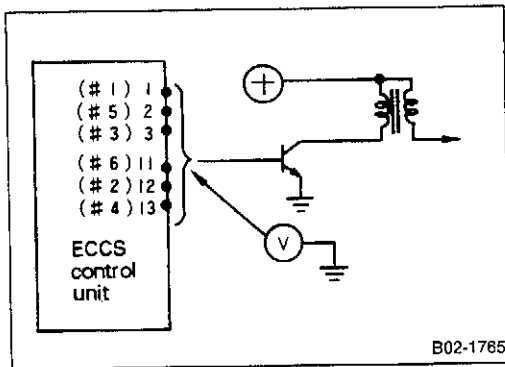 (# 1) 1
(# 5) 2
(# 3) 3
(# 6) 11
(# 2) 12
(# 4) 13
ECCS
control
unit
+
V
B02-1765